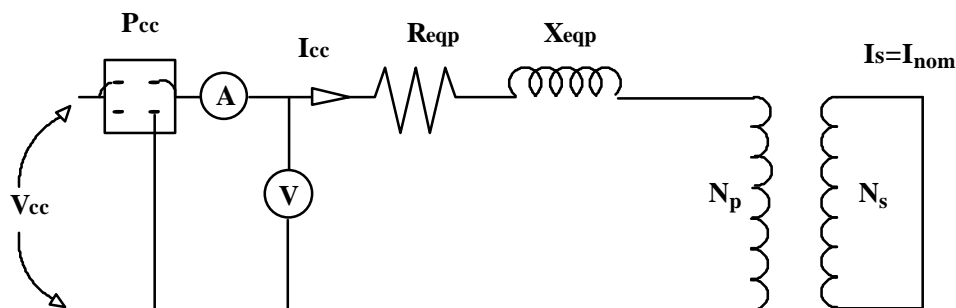 Pcc
Icc
Reqp
Xeqp
Is=Inom
A
V
Vcc
Np
Ns